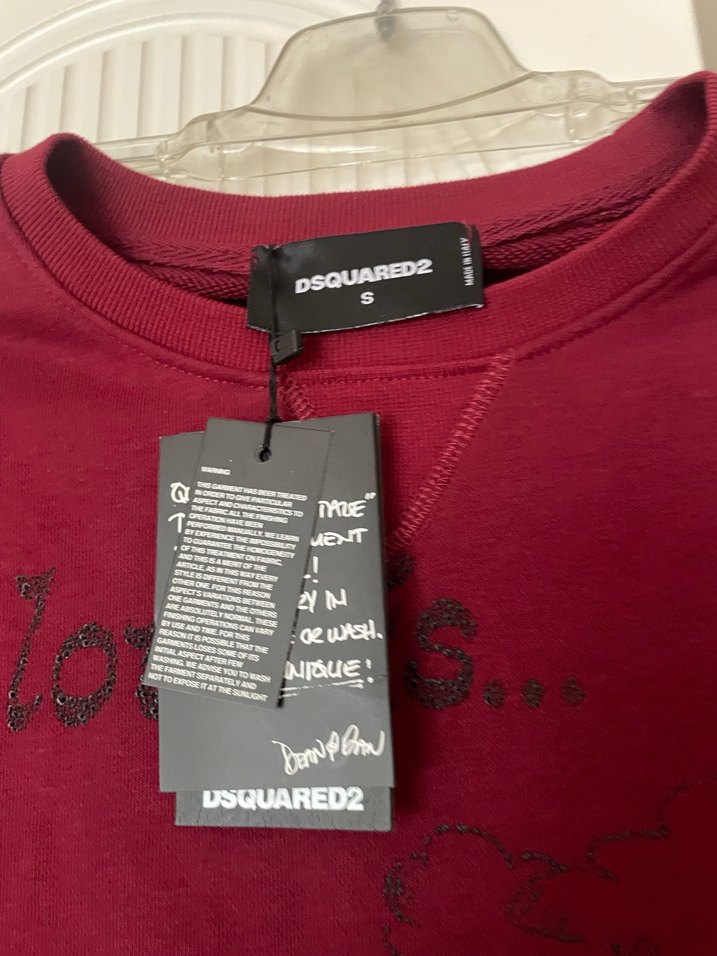 DSQUARED2
S
MADE IN ITALY
WARNING
THIS GARMENT HAS BEEN TREATED
IN ORDER TO GIVE PARTICULAR
ASPECT AND CHARACTERISTICS TO
THE FABRIC ALL THE FINISHING
OPERATION HAVE BEEN
PERFORMED MANUALLY. WE LEARN
BY EXPERIENCE THE IMPOSSIBILITY
TO GUARANTEE THE HOMOGENEITY
OF THIS TREATMENT ON FABRIC,
AND THIS IS A MERIT OF THE
ARTICLE, AS IN THIS WAY EVERY
STYLE IS DIFFERENT FROM THE
OTHER ONE. FOR THIS REASON
ASPECT'S VARIATIONS BETWEEN
ONE GARMENTS AND THE OTHERS
ARE ABSOLUTELY NORMAL. THESE
FINISHING OPERATIONS CAN VARY
BY USE AND TIME. FOR THIS
REASON IT IS POSSIBLE THAT THE
GARMENTS LOSES SOME OF ITS
INITIAL ASPECT AFTER FEW
WASHING. WE ADVISE YOU TO WASH
THE FARMENT SEPARATELY AND
NOT TO EXPOSE IT AT THE SUNLIGHT
!
IN
OR WASH.
Dean & Dan
DSQUARED2
is...